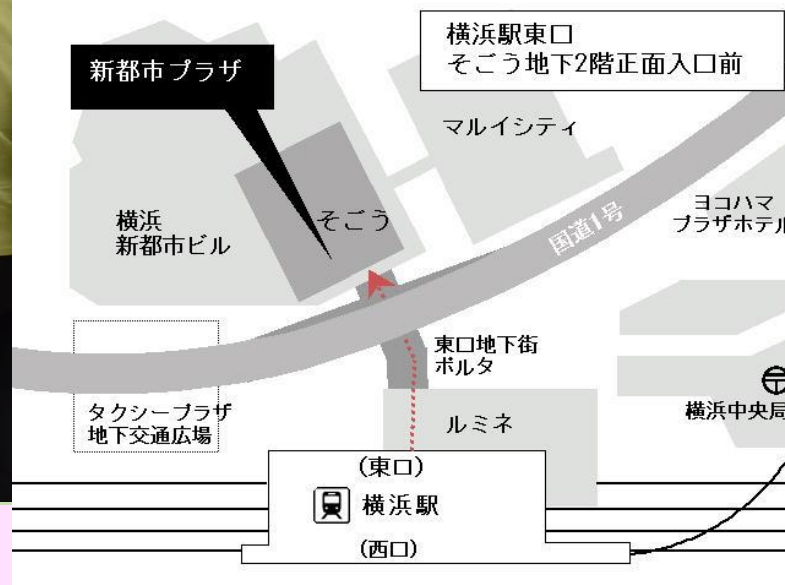 横浜駅東口
そごう地下2階正面入口前
新都市プラザ
マルイシティ
ヨコハマ
プラザホテル
横浜
新都市ビル
そごう
国道1号
東口地下街
ポルタ
タクシープラザ
地下交通広場
ルミネ
横浜中央局
(東口)
横浜駅
(西口)